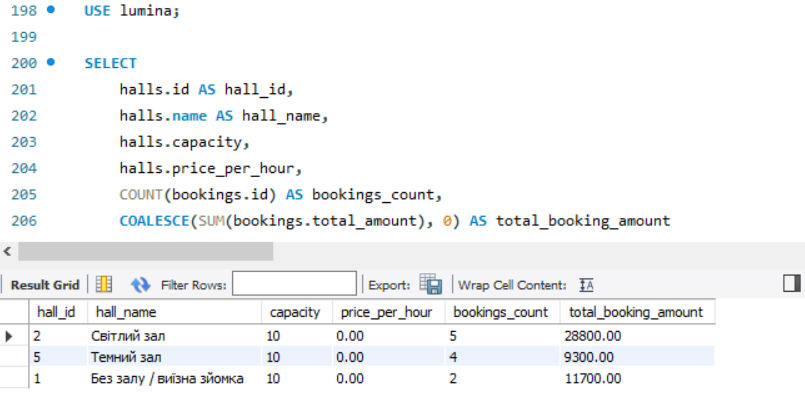 198 USE lumina;
199
200 SELECT
201 halls.id AS hall_id,
202 halls.name AS hall_name,
203 halls.capacity,
204 halls.price_per_hour,
205 COUNT(bookings.id) AS bookings_count,
206 COALESCE(SUM(bookings.total_amount), 0) AS total_booking_amount
Result Grid Filter Rows: Export: Wrap Cell Content: IA
hall_id hall_name capacity price_per_hour bookings_count total_booking_amount
2 Світлий зал 10 0.00 5 28800.00
5 Темний зал 10 0.00 4 9300.00
1 Без залу / виїзна зйомка 10 0.00 2 11700.00